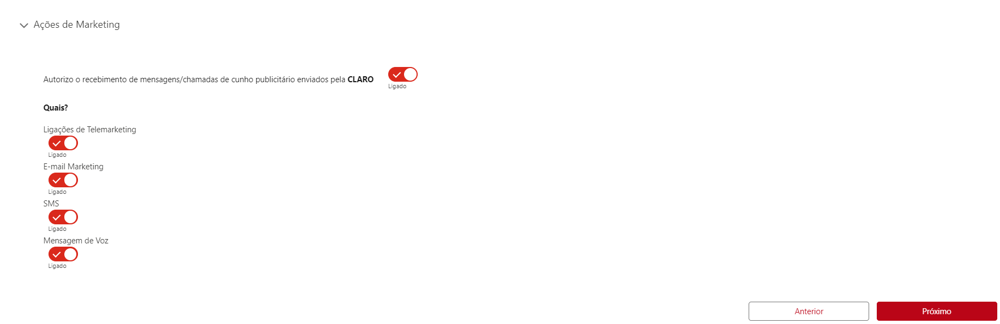 Ações de Marketing
Autorizo o recebimento de mensagens/chamadas de cunho publicitário enviados pela CLARO
Ligado
Quais?
Ligações de Telemarketing
Ligado
E-mail Marketing
Ligado
SMS
Ligado
Mensagem de Voz
Ligado
Anterior
Próximo